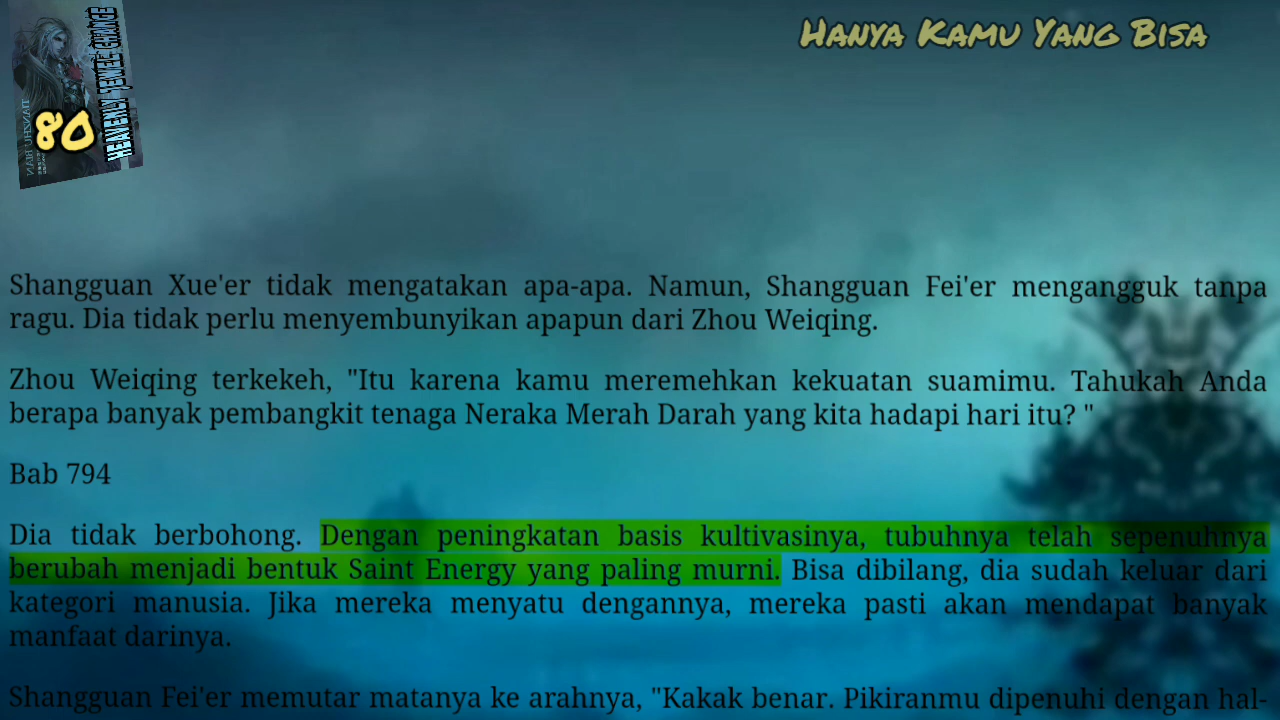 Hanya Kamu Yang Bisa
HEAVENLY JEWEL CHANGE
80
Shangguan Xue'er tidak mengatakan apa-apa. Namun, Shangguan Fei'er mengangguk tanpa
ragu. Dia tidak perlu menyembunyikan apapun dari Zhou Weiqing.
Zhou Weiqing terkekeh, "Itu karena kamu meremehkan kekuatan suamimu. Tahukah Anda
berapa banyak pembangkit tenaga Neraka Merah Darah yang kita hadapi hari itu? "
Bab 794
Dia tidak berbohong. Dengan peningkatan basis kultivasinya, tubuhnya telah sepenuhnya
berubah menjadi bentuk Saint Energy yang paling murni. Bisa dibilang, dia sudah keluar dari
kategori manusia. Jika mereka menyatu dengannya, mereka pasti akan mendapat banyak
manfaat darinya.
Shangguan Fei'er memutar matanya ke arahnya, "Kakak benar. Pikiranmu dipenuhi dengan hal-